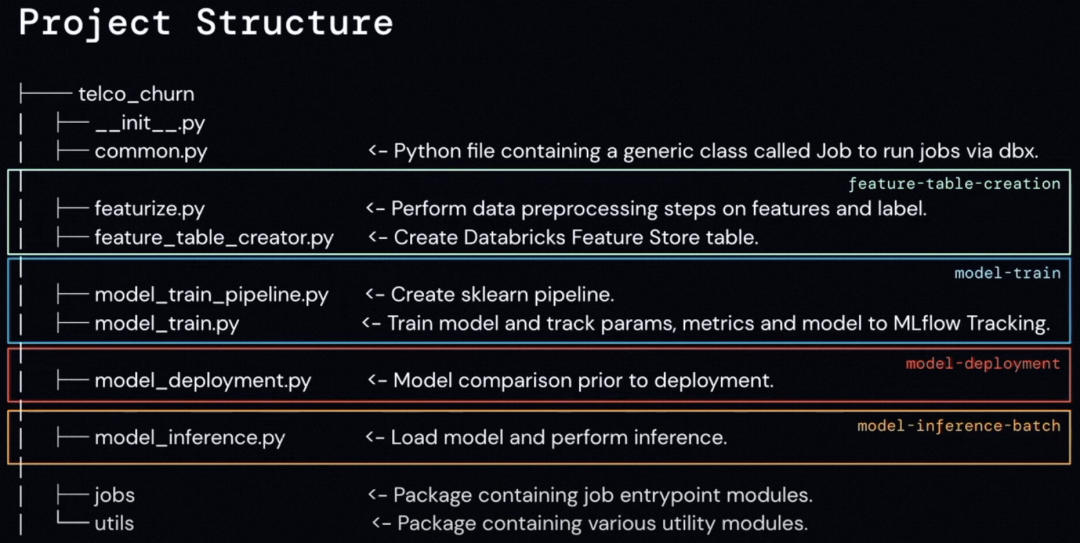 Project Structure
├── telco_churn
│ ├── __init__.py
│ ├── common.py <- Python file containing a generic class called Job to run jobs via dbx.
feature-table-creation
│ ├── featurize.py <- Perform data preprocessing steps on features and label.
│ ├── feature_table_creator.py <- Create Databricks Feature Store table.
model-train
│ ├── model_train_pipeline.py <- Create sklearn pipeline.
│ ├── model_train.py <- Train model and track params, metrics and model to MLflow Tracking.
model-deployment
│ ├── model_deployment.py <- Model comparison prior to deployment.
model-inference-batch
│ ├── model_inference.py <- Load model and perform inference.
│ ├── jobs <- Package containing job entrypoint modules.
│ └── utils <- Package containing various utility modules.